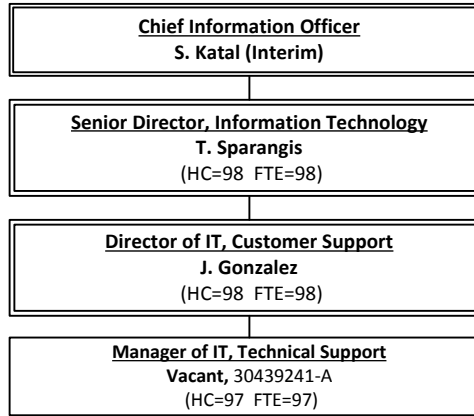 Chief Information Officer
S. Katal (Interim)
Senior Director, Information Technology
T. Sparangis
(HC=98 FTE=98)
Director of IT, Customer Support
J. Gonzalez
(HC=98 FTE=98)
Manager of IT, Technical Support
Vacant, 30439241-A
(HC=97 FTE=97)